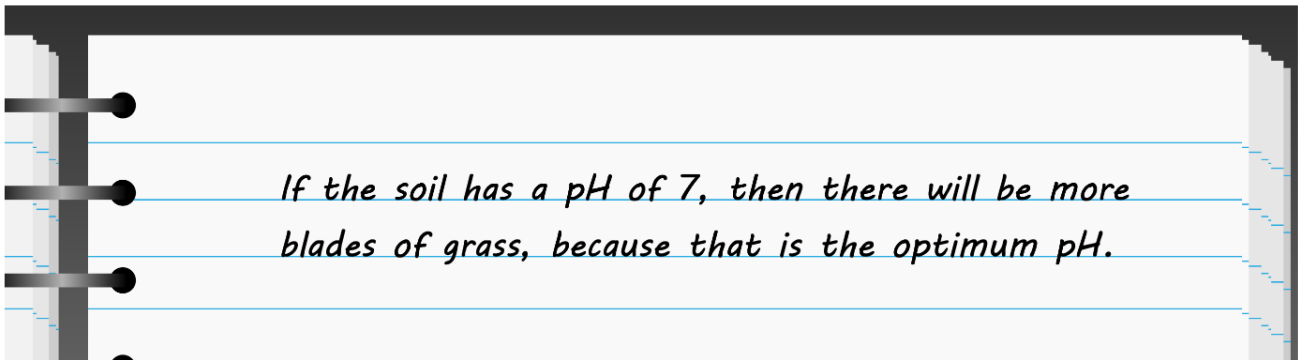 If the soil has a pH of 7, then there will be more
blades of grass, because that is the optimum pH.